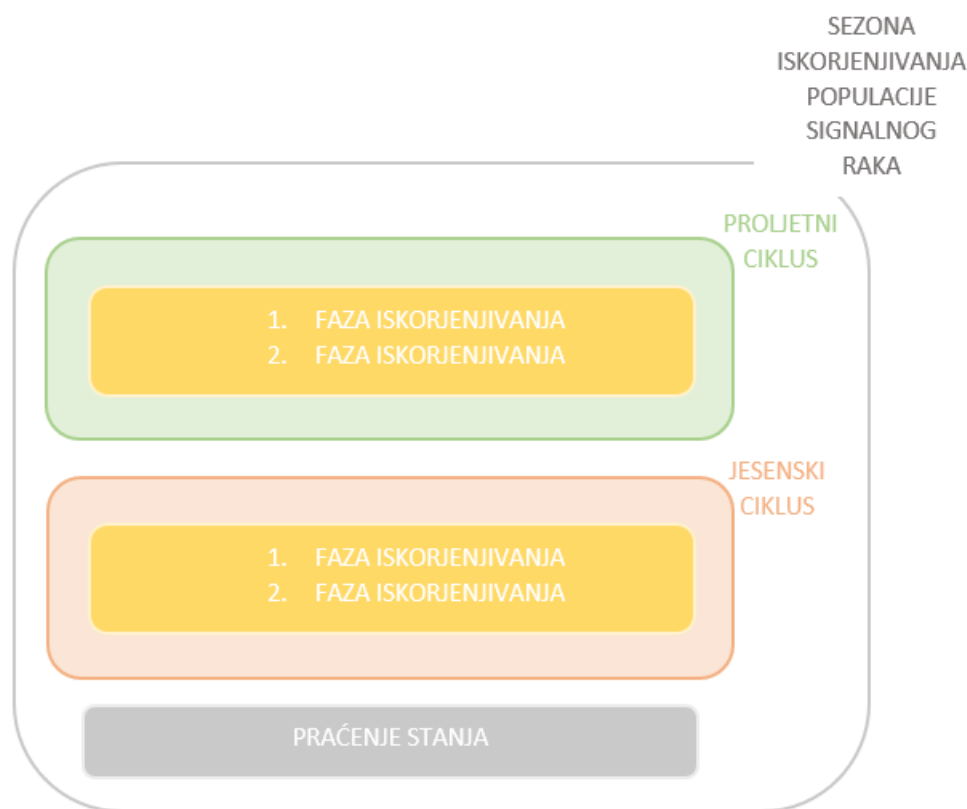 SEZONA
ISKORJENJIVANJA
POPULACIJE
SIGNALNOG
RAKA
PROLJETNI
CIKLUS
1. FAZA ISKORJENJIVANJA
2. FAZA ISKORJENJIVANJA
JESENSKI
CIKLUS
1. FAZA ISKORJENJIVANJA
2. FAZA ISKORJENJIVANJA
PRAĆENJE STANJA